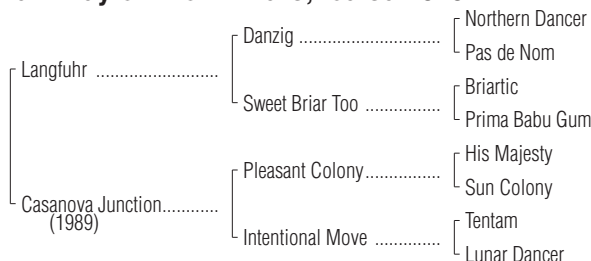 Northern Dancer
Danzig ................................
Pas de Nom
Langfuhr ............................
Briartic
Sweet Briar Too .................
Prima Babu Gum
His Majesty
Pleasant Colony.................
Sun Colony
Casanova Junction.............
(1989)
Tentam
Intentional Move ...............
Lunar Dancer